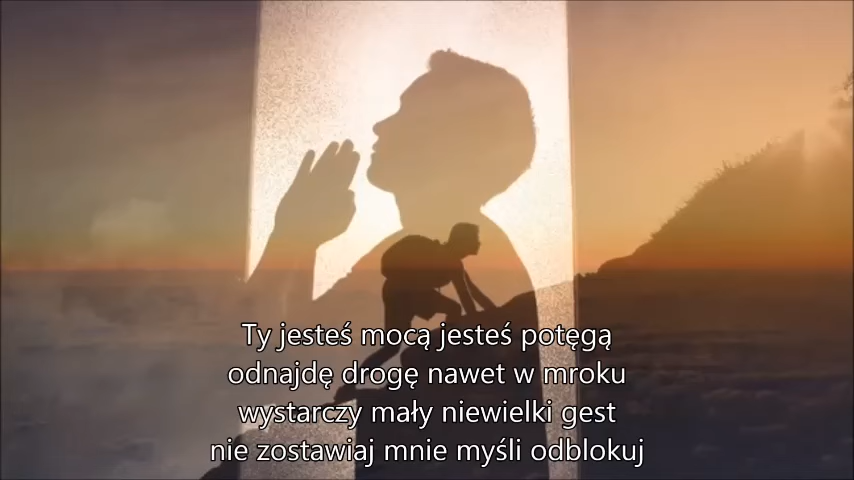 Ty jesteś mocą jesteś potęgą
odnajdę drogę nawet w mroku
wystarczy mały niewielki gest
nie zostawiaj mnie myśli odblokuj